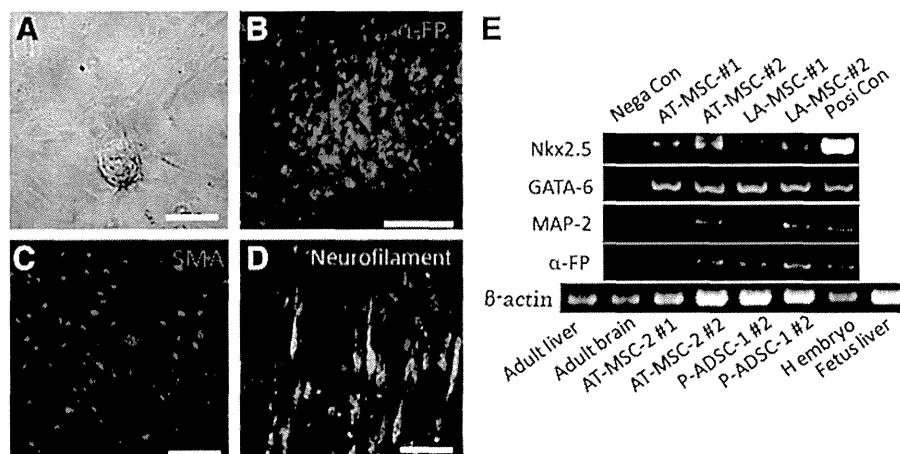 A
B
α-FP
C
SMA
D
Neurofilament
E
Nega Con
AT-MSC-#1
AT-MSC-#2
LA-MSC-#1
LA-MSC-#2
Posi Con
Nkx2.5
GATA-6
MAP-2
α-FP
β-actin
Adult liver
Adult brain
AT-MSC-2 #1
AT-MSC-2 #2
P-ADSC-1 #2
P-ADSC-1 #2
H embryo
Fetus liver